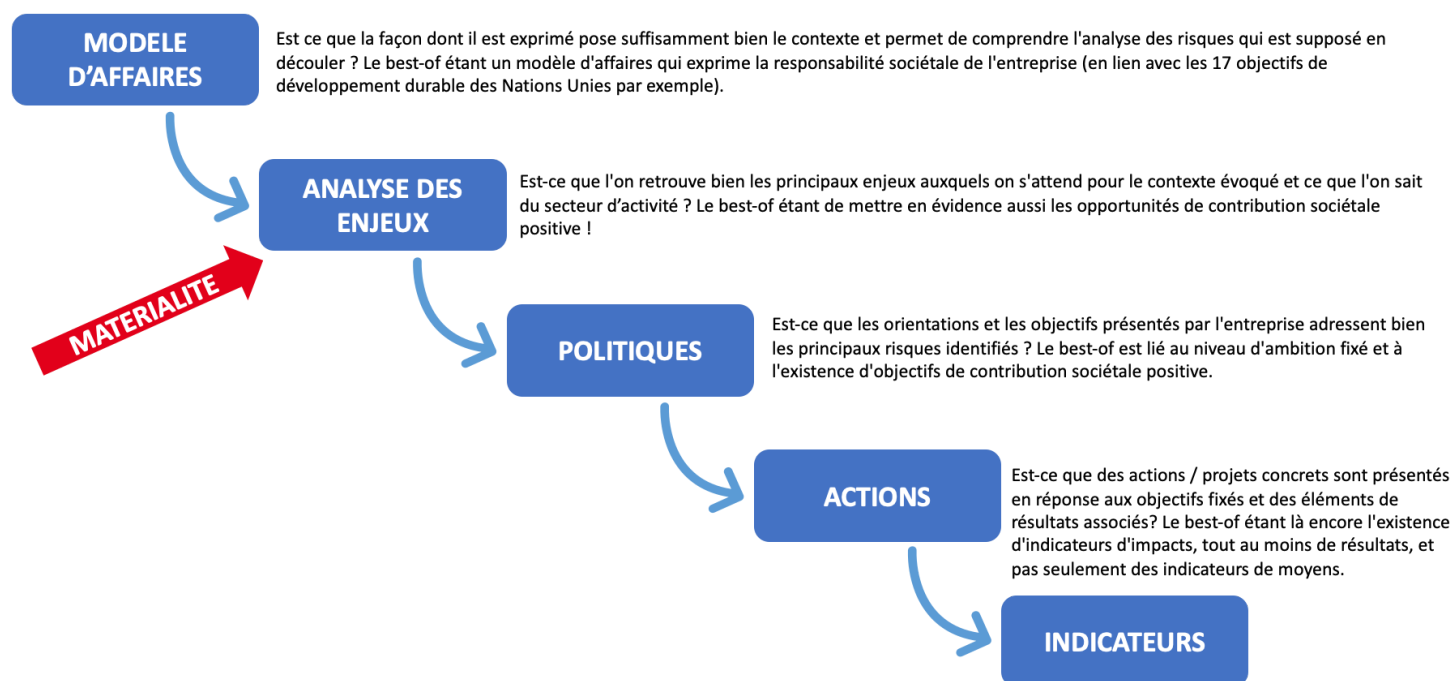 MODELE
D’AFFAIRES
Est ce que la façon dont il est exprimé pose suffisamment bien le contexte et permet de comprendre l'analyse des risques qui est supposé en
découler ? Le best-of étant un modèle d'affaires qui exprime la responsabilité sociétale de l'entreprise (en lien avec les 17 objectifs de
développement durable des Nations Unies par exemple).
ANALYSE DES
ENJEUX
Est-ce que l'on retrouve bien les principaux enjeux auxquels on s'attend pour le contexte évoqué et ce que l'on sait
du secteur d’activité ? Le best-of étant de mettre en évidence aussi les opportunités de contribution sociétale
positive !
MATERIALITE
POLITIQUES
Est-ce que les orientations et les objectifs présentés par l'entreprise adressent bien
les principaux risques identifiés ? Le best-of est lié au niveau d'ambition fixé et à
l'existence d'objectifs de contribution sociétale positive.
ACTIONS
Est-ce que des actions / projets concrets sont présentés
en réponse aux objectifs fixés et des éléments de
résultats associés? Le best-of étant là encore l'existence
d'indicateurs d'impacts, tout au moins de résultats, et
pas seulement des indicateurs de moyens.
INDICATEURS